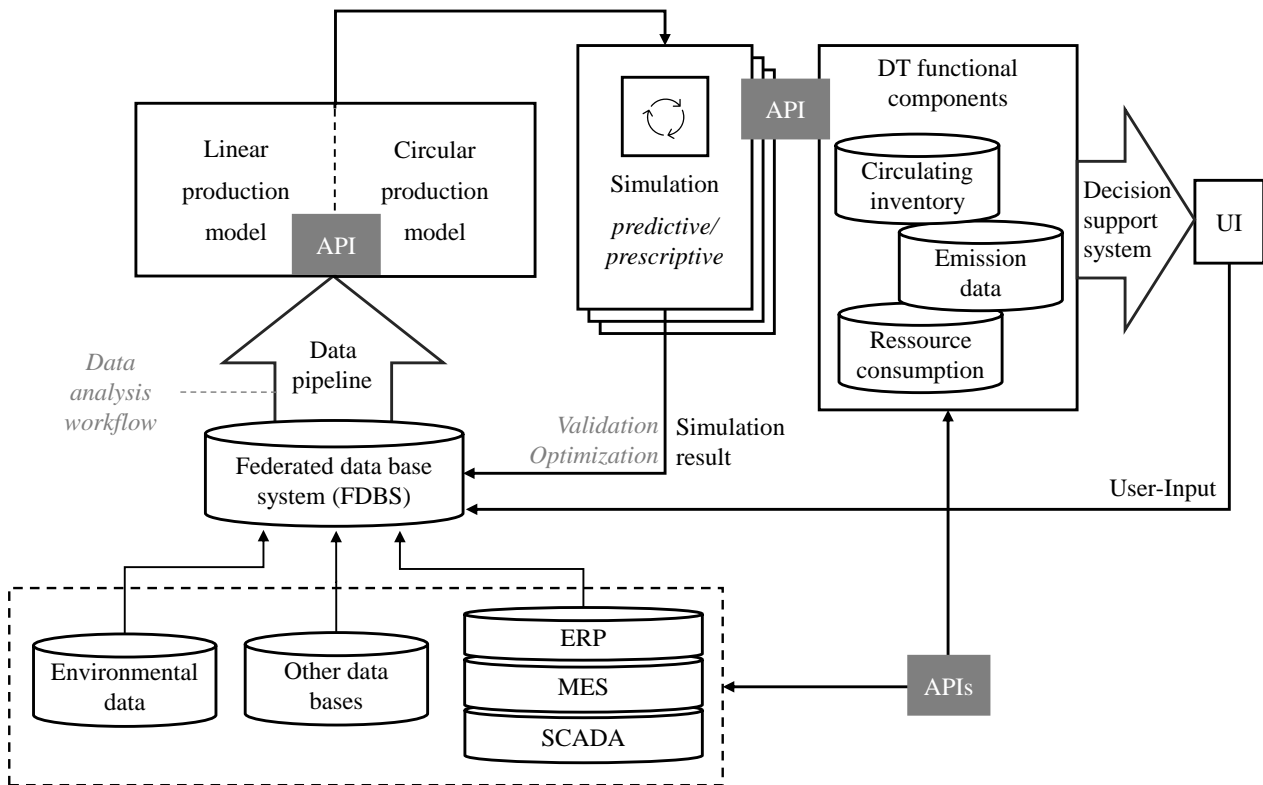 Linear
production
model
Circular
production
model
API
Simulation
predictive/
prescriptive
API
DT functional
components
Circulating
inventory
Emission
data
Ressource
consumption
Decision
support
system
UI
Data
analysis
workflow
Data
pipeline
Validation
Optimization
Simulation
result
User-Input
Federated data base
system (FDBS)
Environmental
data
Other data
bases
ERP
MES
SCADA
APIs